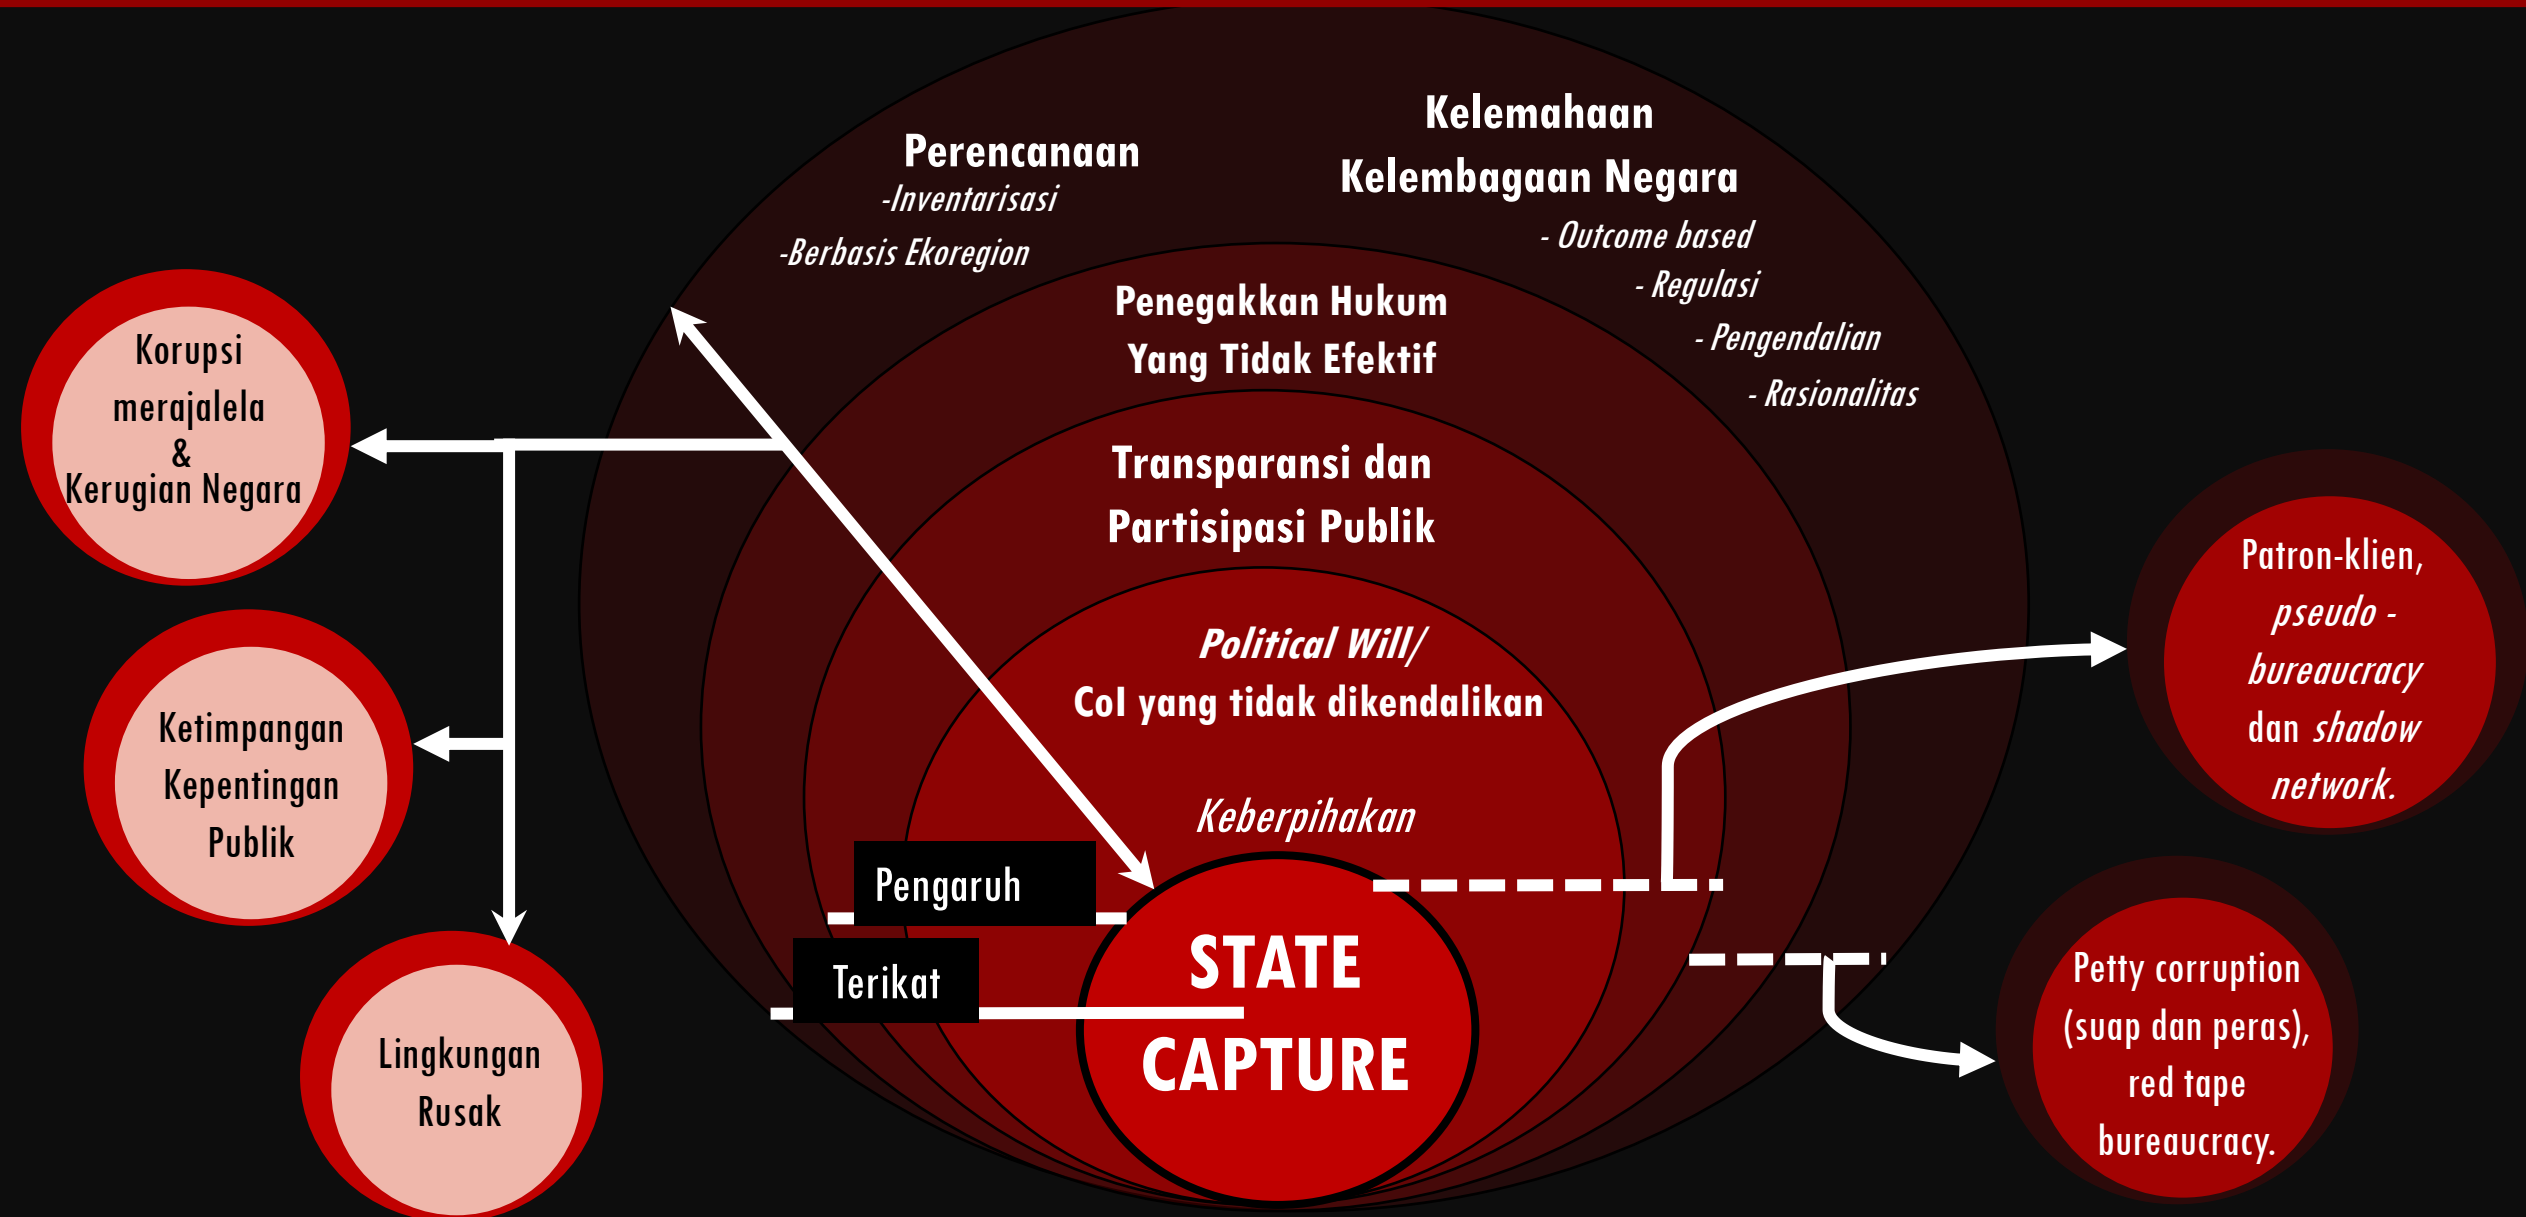 Perencanaan
-Inventarisasi
-Berbasis Ekoregion
Kelemahaan
Kelembagaan Negara
- Outcome based
- Regulasi
- Pengendalian
- Rasionalitas
Penegakkan Hukum
Yang Tidak Efektif
Transparansi dan
Partisipasi Publik
Political Will/
CoI yang tidak dikendalikan
Keberpihakan
Pengaruh
Terikat
STATE
CAPTURE
Korupsi
merajalela
&
Kerugian Negara
Ketimpangan
Kepentingan
Publik
Lingkungan
Rusak
Patron-klien,
pseudo -
bureaucracy
dan shadow
network.
Petty corruption
(suap dan peras),
red tape
bureaucracy.